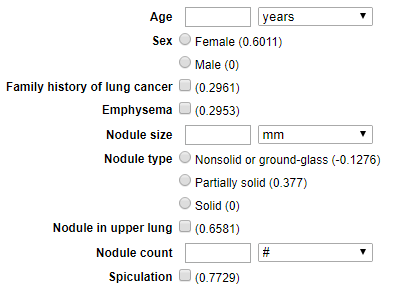 Age years
Sex Female (0.6011)
Male (0)
Family history of lung cancer (0.2961)
Emphysema (0.2953)
Nodule size mm
Nodule type Nonsolid or ground-glass (-0.1276)
Partially solid (0.377)
Solid (0)
Nodule in upper lung (0.6581)
Nodule count #
Spiculation (0.7729)